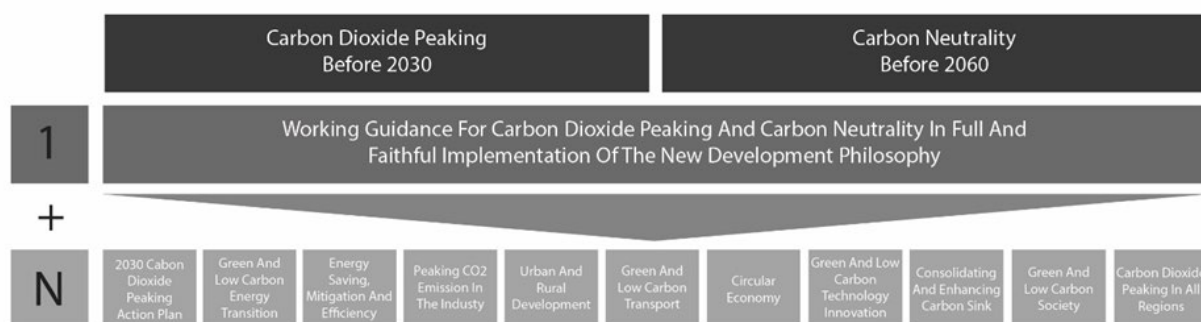 Carbon Dioxide Peaking
Before 2030
Carbon Neutrality
Before 2060
1
Working Guidance For Carbon Dioxide Peaking And Carbon Neutrality In Full And
Faithful Implementation Of The New Development Philosophy
+
N
2030 Cabon
Dioxide
Peaking
Action Plan
Green And
Low Carbon
Energy
Transition
Energy
Saving,
Mitigation And
Efficiency
Peaking CO2
Emission In
The Industy
Urban And
Rural
Development
Green And
Low Carbon
Transport
Circular
Economy
Green And Low
Carbon
Technology
Innovation
Consolidating
And Enhancing
Carbon Sink
Green And
Low Carbon
Society
Carbon Dioxide
Peaking In All
Regions